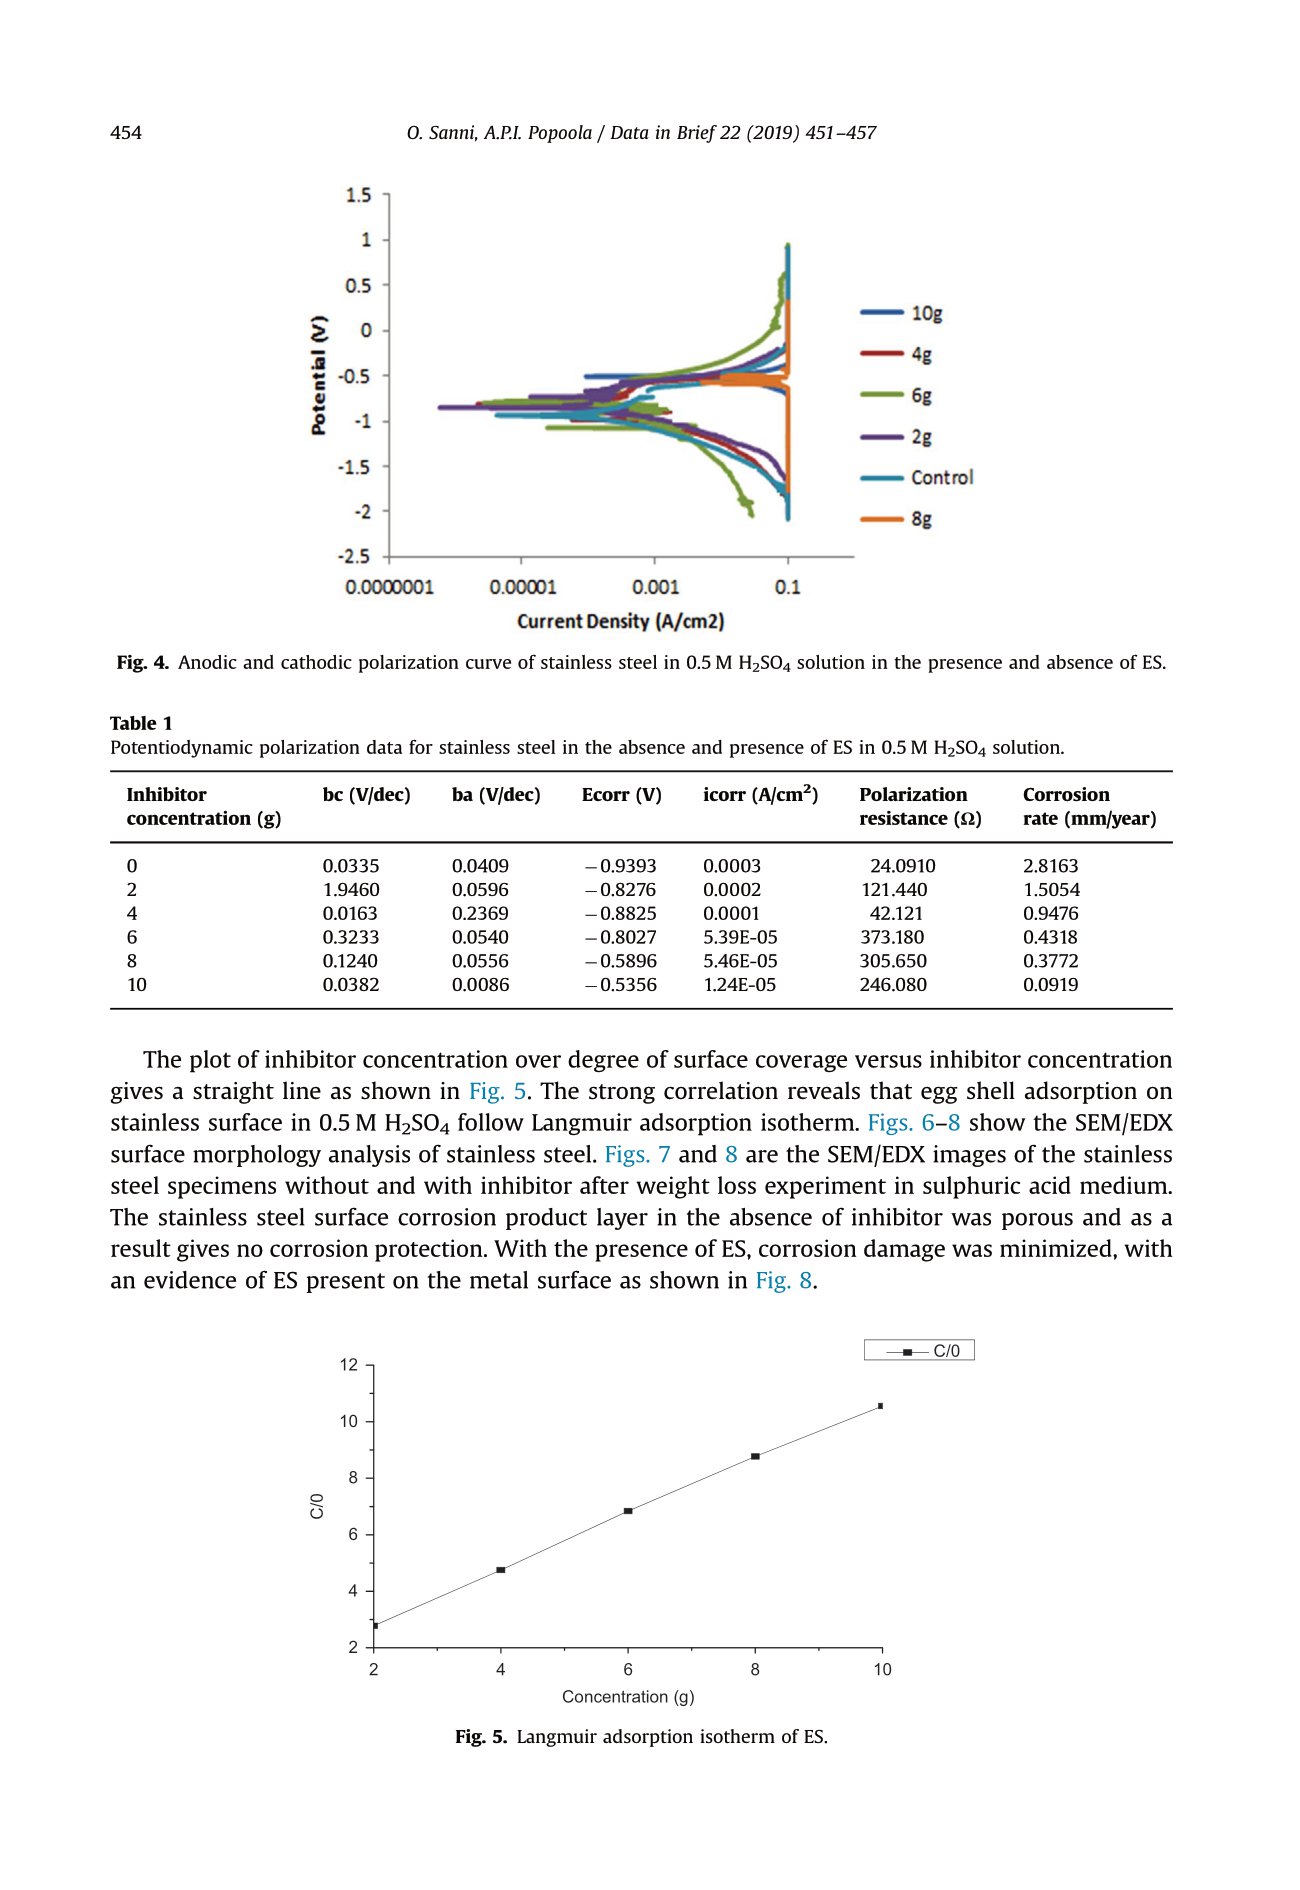 454
O. Sanni, A.P.I. Popoola / Data in Brief 22 (2019) 451–457
1.5
1
0.5
0
-0.5
-1
-1.5
-2
-2.5
Potential (V)
0.0000001 0.00001 0.001 0.1
Current Density (A/cm2)
10g
4g
6g
2g
Control
8g
Fig. 4. Anodic and cathodic polarization curve of stainless steel in 0.5 M H₂SO₄ solution in the presence and absence of ES.
Table 1
Potentiodynamic polarization data for stainless steel in the absence and presence of ES in 0.5 M H₂SO₄ solution.
Inhibitor bc (V/dec) ba (V/dec) Ecorr (V) icorr (A/cm²) Polarization Corrosion
concentration (g) resistance (Ω) rate (mm/year)
0 0.0335 0.0409 −0.9393 0.0003 24.0910 2.8163
2 1.9460 0.0596 −0.8276 0.0002 121.440 1.5054
4 0.0163 0.2369 −0.8825 0.0001 42.121 0.9476
6 0.3233 0.0540 −0.8027 5.39E-05 373.180 0.4318
8 0.1240 0.0556 −0.5896 5.46E-05 305.650 0.3772
10 0.0382 0.0086 −0.5356 1.24E-05 246.080 0.0919
The plot of inhibitor concentration over degree of surface coverage versus inhibitor concentration
gives a straight line as shown in Fig. 5. The strong correlation reveals that egg shell adsorption on
stainless surface in 0.5 M H₂SO₄ follow Langmuir adsorption isotherm. Figs. 6–8 show the SEM/EDX
surface morphology analysis of stainless steel. Figs. 7 and 8 are the SEM/EDX images of the stainless
steel specimens without and with inhibitor after weight loss experiment in sulphuric acid medium.
The stainless steel surface corrosion product layer in the absence of inhibitor was porous and as a
result gives no corrosion protection. With the presence of ES, corrosion damage was minimized, with
an evidence of ES present on the metal surface as shown in Fig. 8.
C/0
12
10
8
6
4
2
C/0
2 4 6 8 10
Concentration (g)
Fig. 5. Langmuir adsorption isotherm of ES.